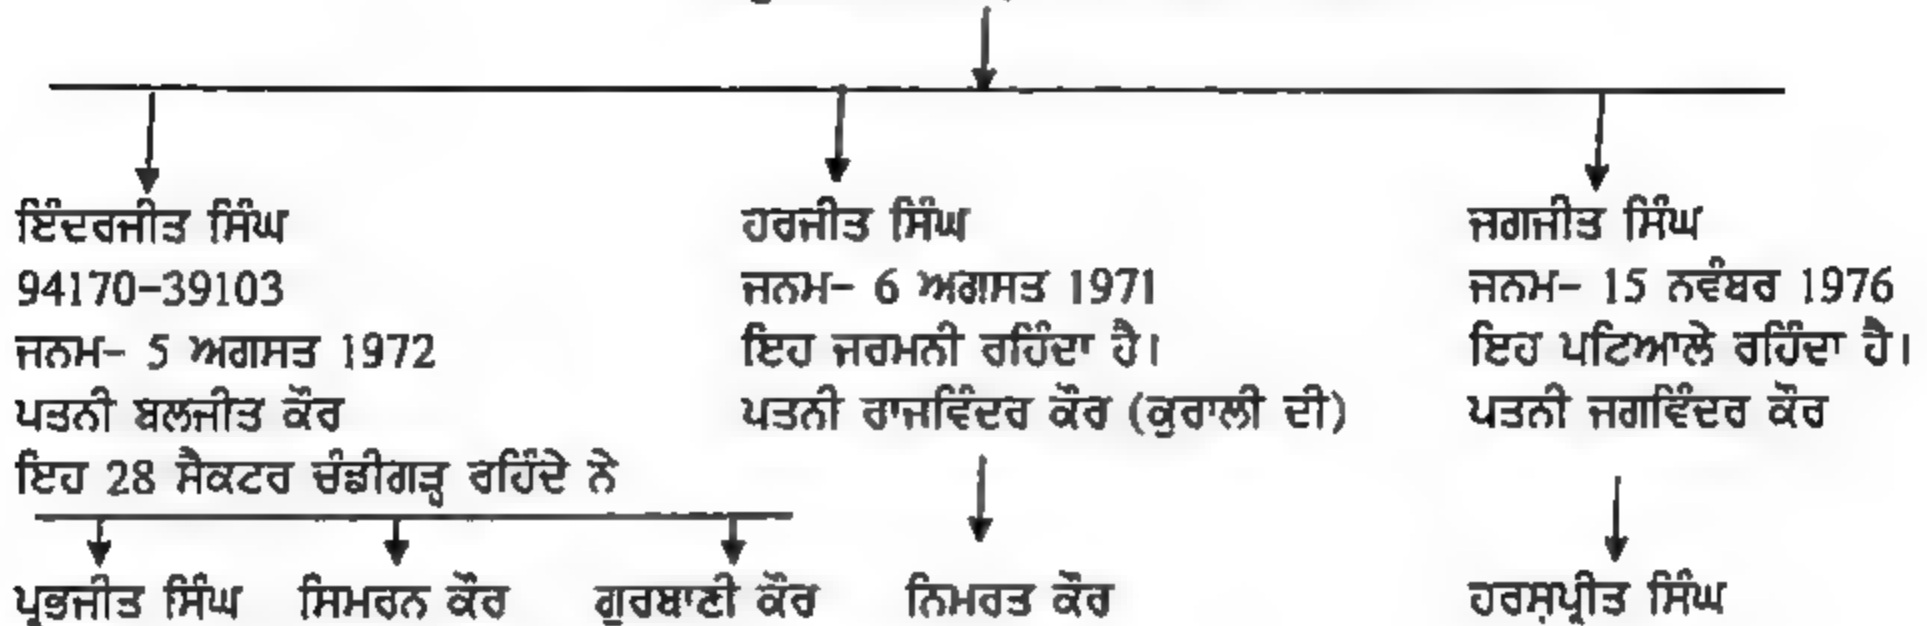 ਇੰਦਰਜੀਤ ਸਿੰਘ
94170-39103
ਜਨਮ- 5 ਅਗਸਤ 1972
ਪਤਨੀ ਬਲਜੀਤ ਕੌਰ
ਇਹ 28 ਸੈਕਟਰ ਚੰਡੀਗੜ੍ਹ ਰਹਿੰਦੇ ਨੇ
ਹਰਜੀਤ ਸਿੰਘ
ਜਨਮ- 6 ਅਗਸਤ 1971
ਇਹ ਜਰਮਨੀ ਰਹਿੰਦਾ ਹੈ।
ਪਤਨੀ ਰਾਜਵਿੰਦਰ ਕੌਰ (ਕੁਰਾਲੀ ਦੀ)
ਜਗਜੀਤ ਸਿੰਘ
ਜਨਮ- 15 ਨਵੰਬਰ 1976
ਇਹ ਪਟਿਆਲੇ ਰਹਿੰਦਾ ਹੈ।
ਪਤਨੀ ਜਗਵਿੰਦਰ ਕੌਰ
ਪ੍ਰਭਜੀਤ ਸਿੰਘ ਸਿਮਰਨ ਕੌਰ ਗੁਰਬਾਣੀ ਕੌਰ ਨਿਮਰਤ ਕੌਰ ਹਰਸ਼ਪ੍ਰੀਤ ਸਿੰਘ